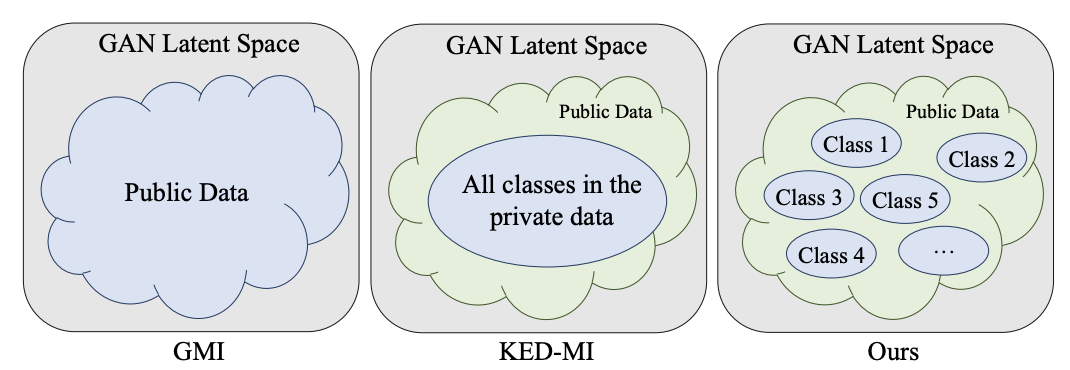 GAN Latent Space
Public Data
GMI
GAN Latent Space
Public Data
All classes in the
private data
KED-MI
GAN Latent Space
Public Data
Class 1
Class 2
Class 3
Class 5
Class 4
...
Ours